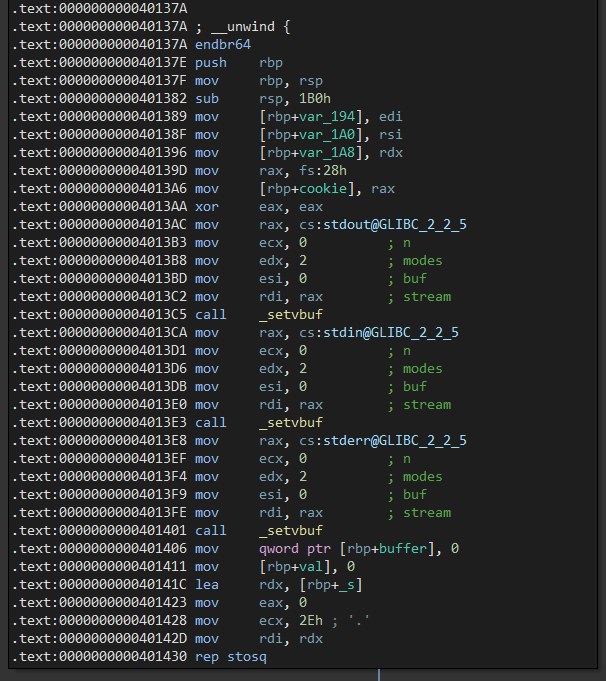 .text:000000000040137A
.text:000000000040137A ; __unwind {
.text:000000000040137A endbr64
.text:000000000040137E push    rbp
.text:000000000040137F mov     rbp, rsp
.text:0000000000401382 sub     rsp, 1B0h
.text:0000000000401389 mov     [rbp+var_194], edi
.text:000000000040138F mov     [rbp+var_1A0], rsi
.text:0000000000401396 mov     [rbp+var_1A8], rdx
.text:000000000040139D mov     rax, fs:28h
.text:00000000004013A6 mov     [rbp+cookie], rax
.text:00000000004013AA xor     eax, eax
.text:00000000004013AC mov     rax, cs:stdout@GLIBC_2_2_5
.text:00000000004013B3 mov     ecx, 0          ; n
.text:00000000004013B8 mov     edx, 2          ; modes
.text:00000000004013BD mov     esi, 0          ; buf
.text:00000000004013C2 mov     rdi, rax        ; stream
.text:00000000004013C5 call    _setvbuf
.text:00000000004013CA mov     rax, cs:stdin@GLIBC_2_2_5
.text:00000000004013D1 mov     ecx, 0          ; n
.text:00000000004013D6 mov     edx, 2          ; modes
.text:00000000004013DB mov     esi, 0          ; buf
.text:00000000004013E0 mov     rdi, rax        ; stream
.text:00000000004013E3 call    _setvbuf
.text:00000000004013E8 mov     rax, cs:stderr@GLIBC_2_2_5
.text:00000000004013EF mov     ecx, 0          ; n
.text:00000000004013F4 mov     edx, 2          ; modes
.text:00000000004013F9 mov     esi, 0          ; buf
.text:00000000004013FE mov     rdi, rax        ; stream
.text:0000000000401401 call    _setvbuf
.text:0000000000401406 mov     qword ptr [rbp+buffer], 0
.text:0000000000401411 mov     [rbp+val], 0
.text:000000000040141C lea     rdx, [rbp+_s]
.text:0000000000401423 mov     eax, 0
.text:0000000000401428 mov     ecx, 2Eh ; '.'
.text:000000000040142D mov     rdi, rdx
.text:0000000000401430 rep stosq